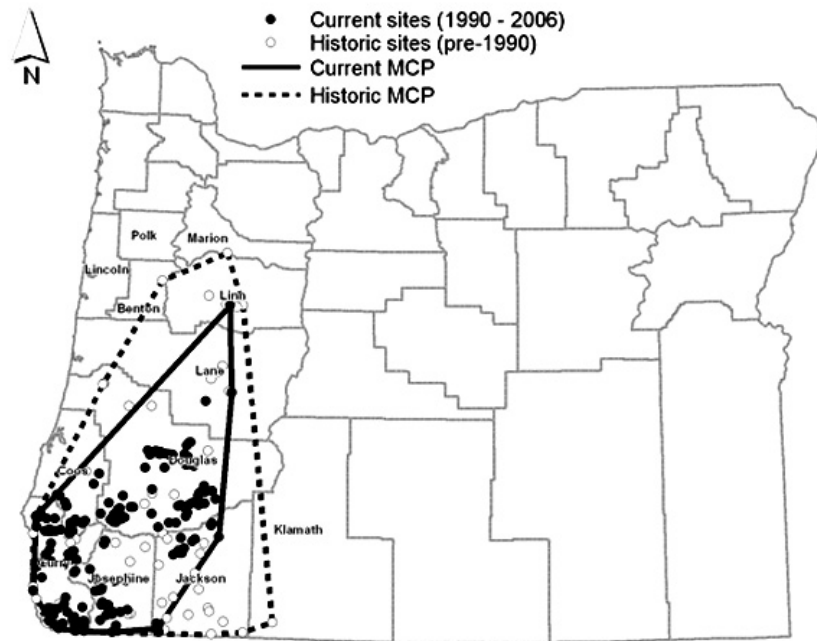 Current sites (1990 - 2006)
Historic sites (pre-1990)
Current MCP
Historic MCP
N
Polk
Marion
Lincoln
Linn
Benton
Lane
Coos
Douglas
Klamath
Curry
Josephine
Jackson